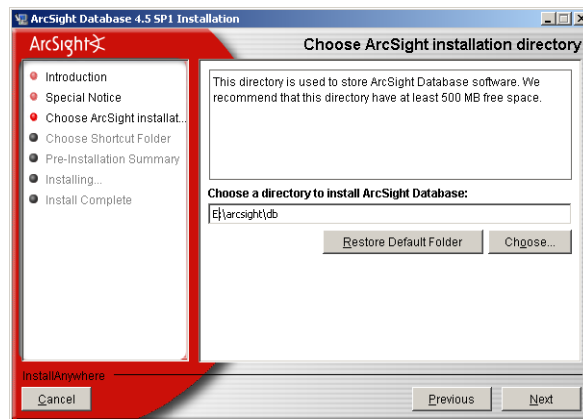 ArcSight Database 4.5 SP1 Installation
ArcSight
Choose ArcSight installation directory
Introduction
Special Notice
Choose ArcSight installat...
Choose Shortcut Folder
Pre-Installation Summary
Installing...
Install Complete
This directory is used to store ArcSight Database software. We
recommend that this directory have at least 500 MB free space.
Choose a directory to install ArcSight Database:
E:\arcsight\db
Restore Default Folder
Choose...
InstallAnywhere
Cancel
Previous
Next